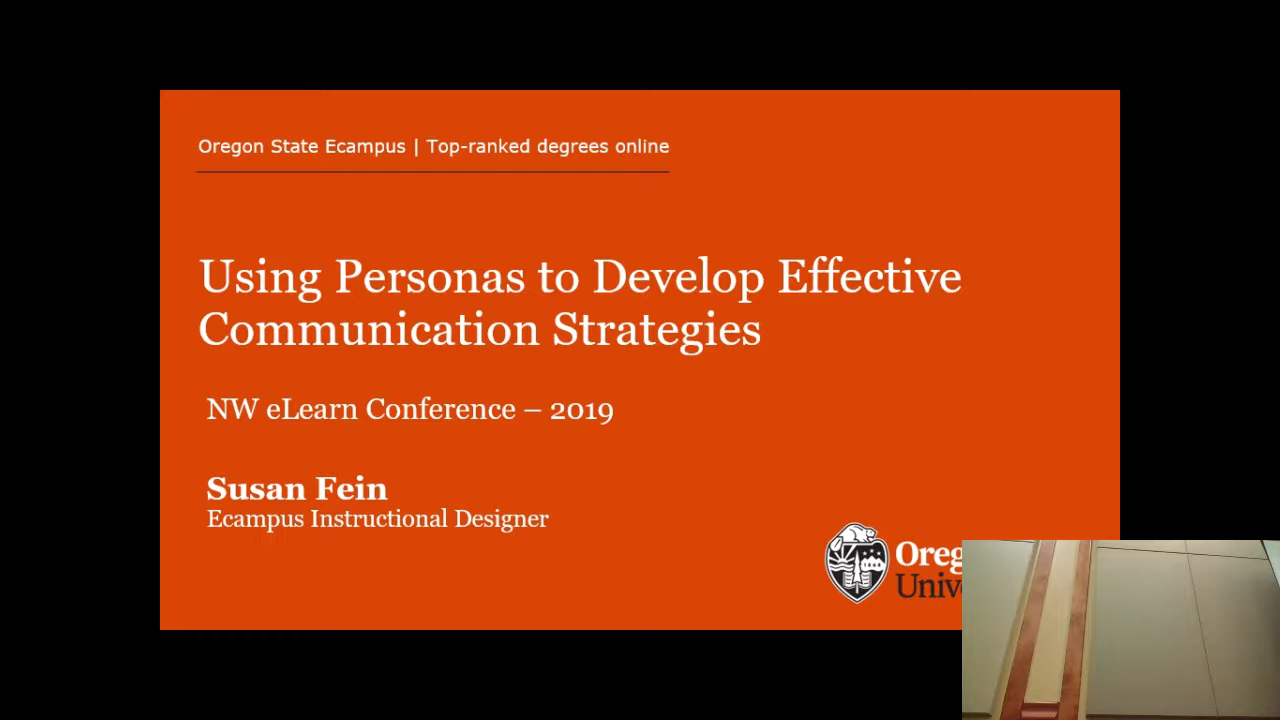 Oregon State Ecampus | Top-ranked degrees online
Using Personas to Develop Effective
Communication Strategies
NW eLearn Conference – 2019
Susan Fein
Ecampus Instructional Designer